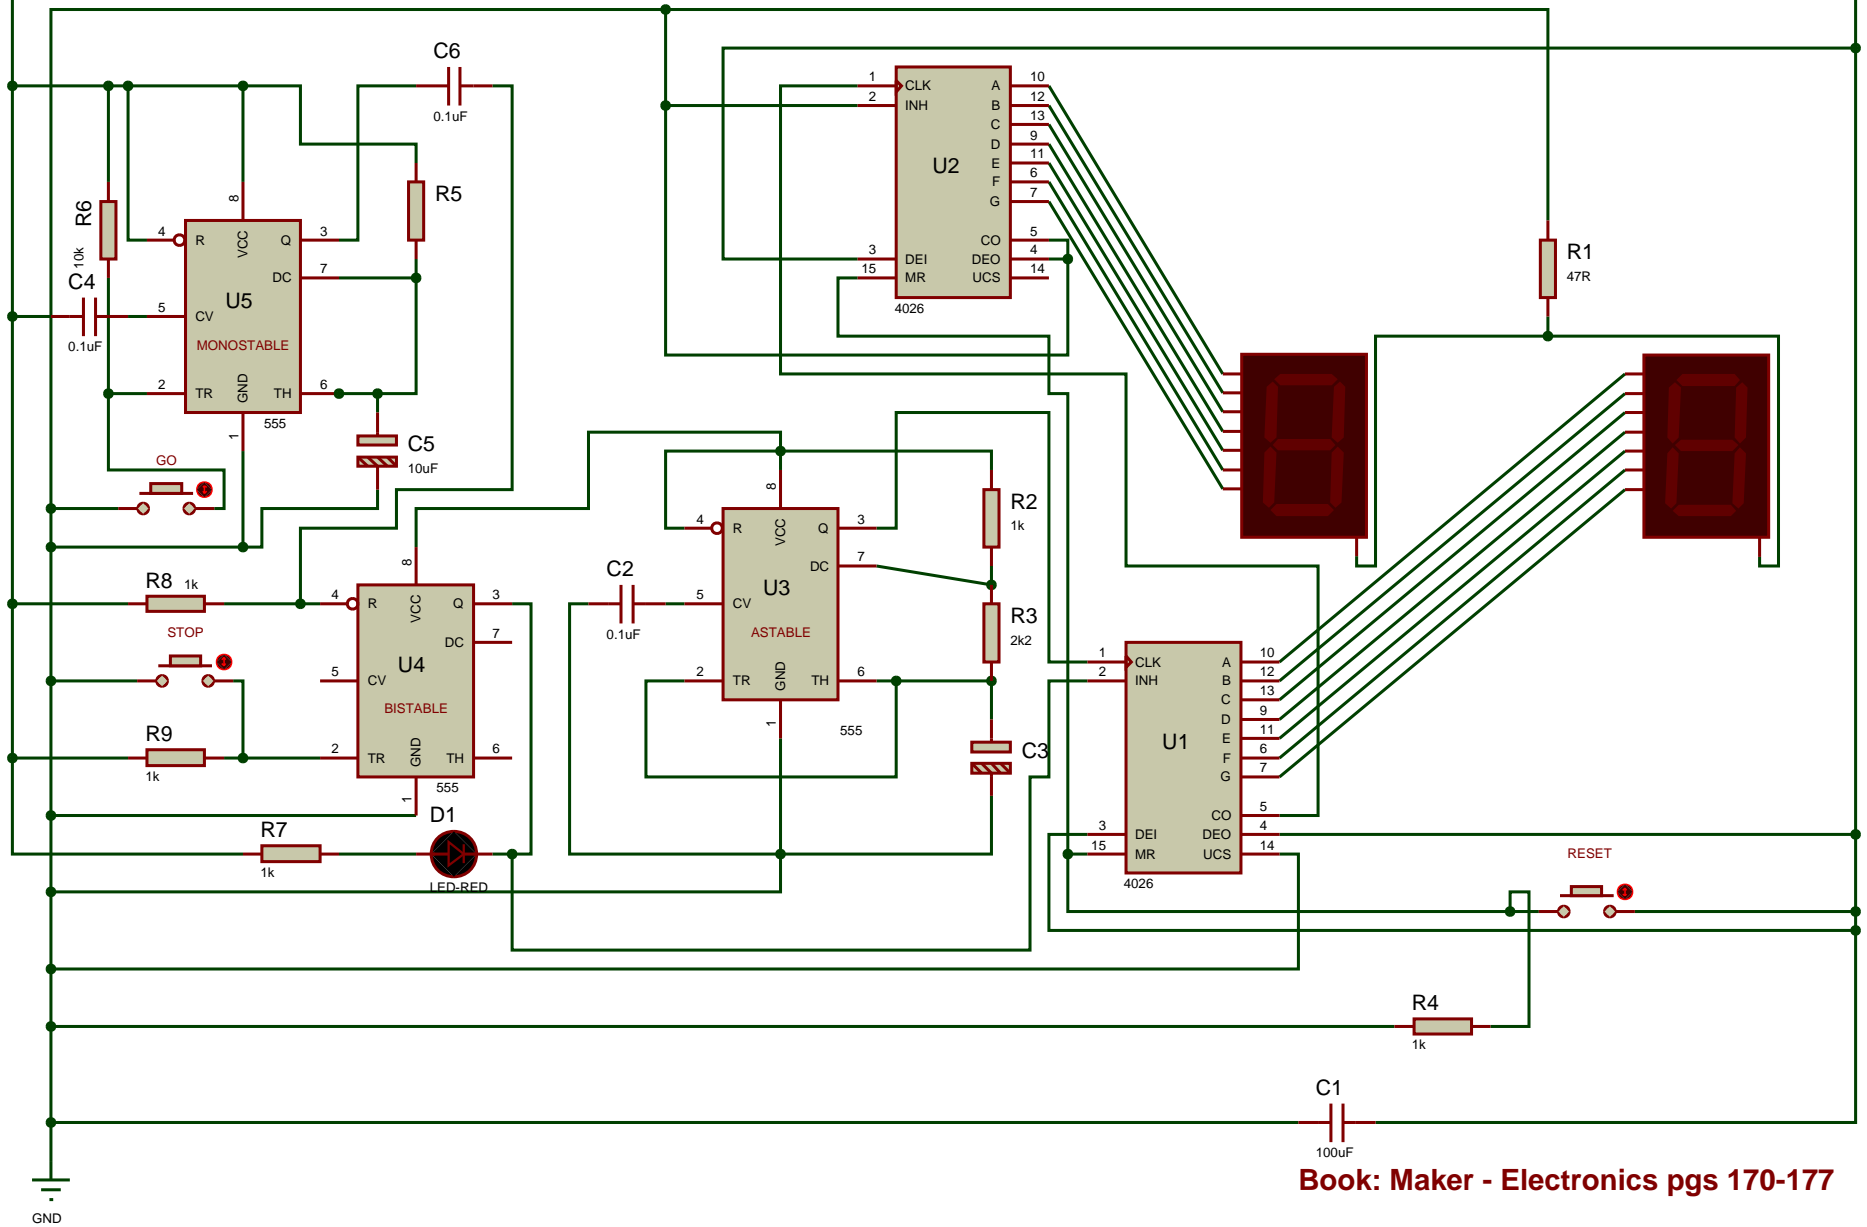 C6
0.1uF
R6
10k
C4
0.1uF
4 R
VCC
8
Q 3
DC 7
U5
5 CV
MONOSTABLE
2 TR
GND
1
TH 6
555
R5
C5
10uF
GO
R8 1k
STOP
R9
1k
4 R
VCC
8
Q 3
DC 7
U4
5 CV
BISTABLE
2 TR
GND
1
TH 6
555
D1
LED-RED
R7
1k
C2
0.1uF
4 R
VCC
8
Q 3
DC 7
U3
5 CV
ASTABLE
2 TR
GND
1
TH 6
555
R2
1k
R3
2k2
C3
1 CLK
2 INH
A 10
B 12
C 13
D 9
E 11
F 6
G 7
U2
CO 5
DEO 4
UCS 14
3 DEI
15 MR
4026
R1
47R
1 CLK
2 INH
A 10
B 12
C 13
D 9
E 11
F 6
G 7
U1
CO 5
DEO 4
UCS 14
3 DEI
15 MR
4026
RESET
R4
1k
C1
100uF
Book: Maker - Electronics pgs 170-177
GND